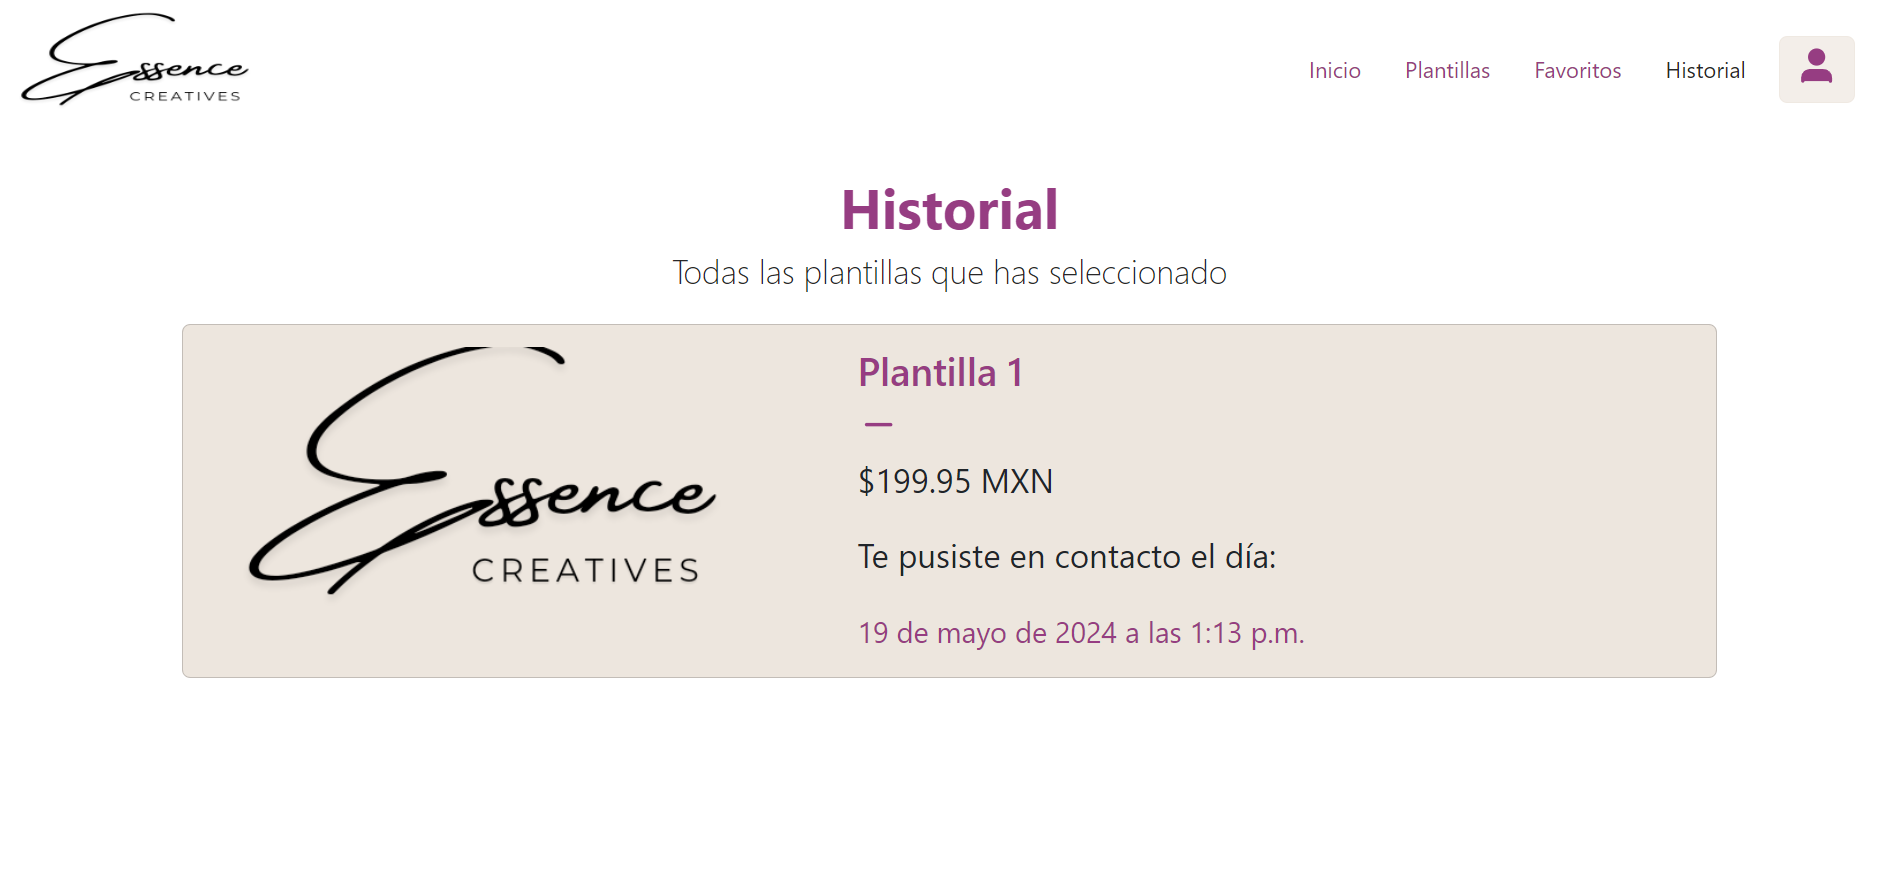 Essence
CREATIVES
Inicio
Plantillas
Favoritos
Historial
Historial
Todas las plantillas que has seleccionado
Essence
CREATIVES
Plantilla 1
$199.95 MXN
Te pusiste en contacto el día:
19 de mayo de 2024 a las 1:13 p.m.